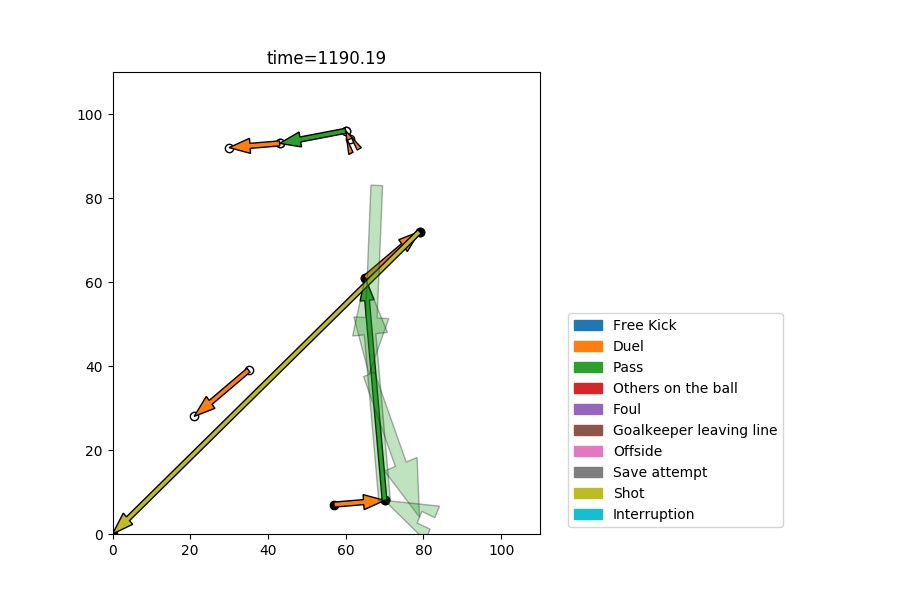 time=1190.19
100
80
60
40
20
0
0 20 40 60 80 100
Free Kick
Duel
Pass
Others on the ball
Foul
Goalkeeper leaving line
Offside
Save attempt
Shot
Interruption